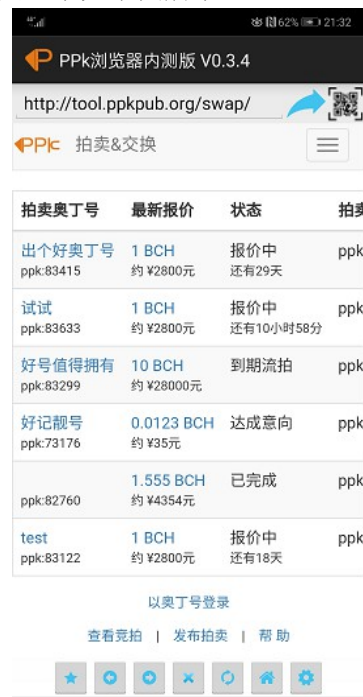 62% 21:32
PPk浏览器内测版 V0.3.4
http://tool.ppkpub.org/swap/
PPk 拍卖&交换
拍卖奥丁号 最新报价 状态 拍卖
出个好奥丁号 1 BCH 报价中 ppk
ppk:83415 约 ¥2800元 还有29天
试试 1 BCH 报价中 ppk
ppk:83633 约 ¥2800元 还有10小时58分
好号值得拥有 10 BCH 到期流拍 ppk
ppk:83299 约 ¥28000元
好记靓号 0.0123 BCH 达成意向 ppk
ppk:73176 约 ¥35元
1.555 BCH 已完成 ppk
ppk:82760 约 ¥4354元
test 1 BCH 报价中 ppk
ppk:83122 约 ¥2800元 还有18天
以奥丁号登录
查看竞拍 | 发布拍卖 | 帮助